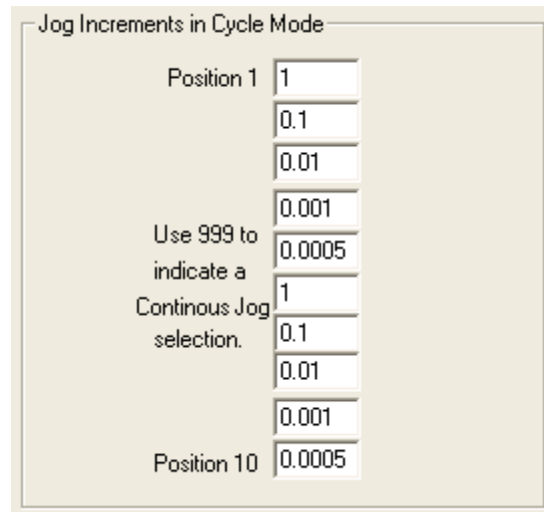 Jog Increments in Cycle Mode
Position 1 1
0.1
0.01
0.001
Use 999 to
0.0005
indicate a
1
Continous Jog
0.1
selection.
0.01
0.001
Position 10 0.0005